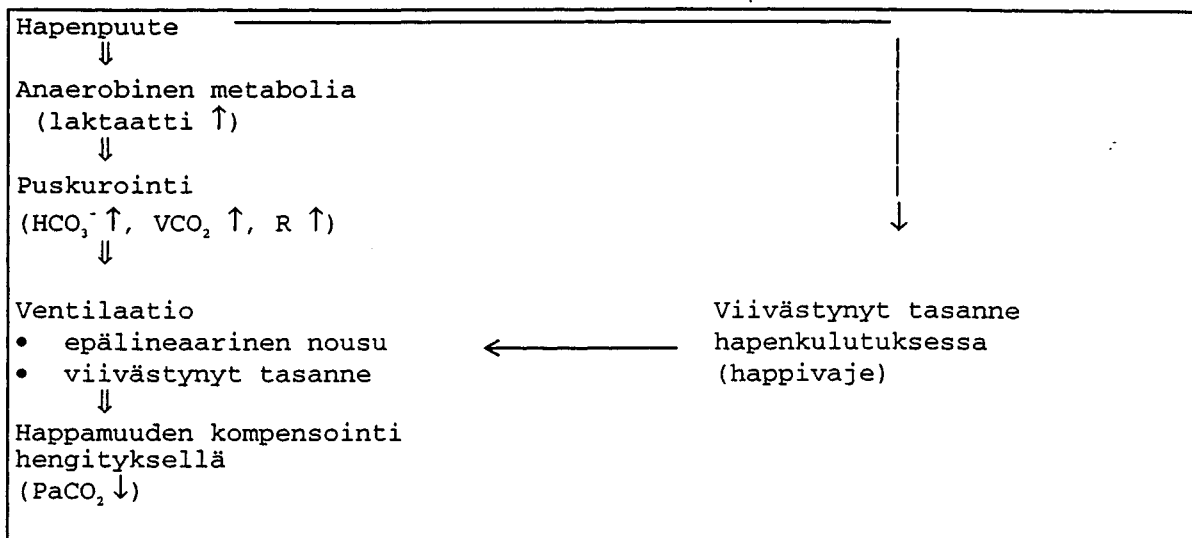 Hapenpuute
⇓
Anaerobinen metabolia
(laktaatti ↑)
⇓
Puskurointi
(HCO₃⁻ ↑, VCO₂ ↑, R ↑)
⇓
Ventilaatio
• epälineaarinen nousu
• viivästynyt tasanne
⇓
Happamuuden kompensointi
hengityksellä
(PaCO₂ ↓)
Viivästynyt tasanne
hapenkulutuksessa
(happivaje)